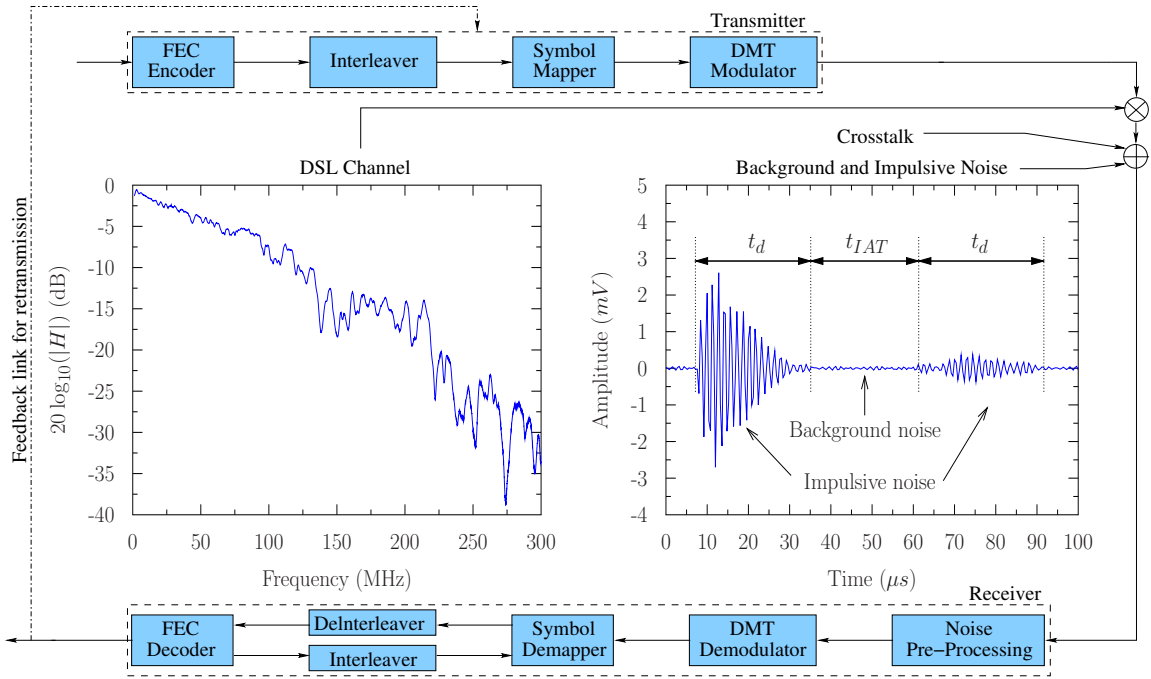 Transmitter
FEC
Encoder
Interleaver
Symbol
Mapper
DMT
Modulator
Crosstalk
Background and Impulsive Noise
DSL Channel
Feedback link for retransmission
20 log₁₀(|H|) (dB)
0
-5
-10
-15
-20
-25
-30
-35
-40
0
50
100
150
200
250
300
Frequency (MHz)
Amplitude (mV)
5
4
3
2
1
0
-1
-2
-3
-4
t_d
t_IAT
t_d
Background noise
Impulsive noise
0
10
20
30
40
50
60
70
80
90
100
Time (μs)
Receiver
FEC
Decoder
DeInterleaver
Interleaver
Symbol
Demapper
DMT
Demodulator
Noise
Pre−Processing